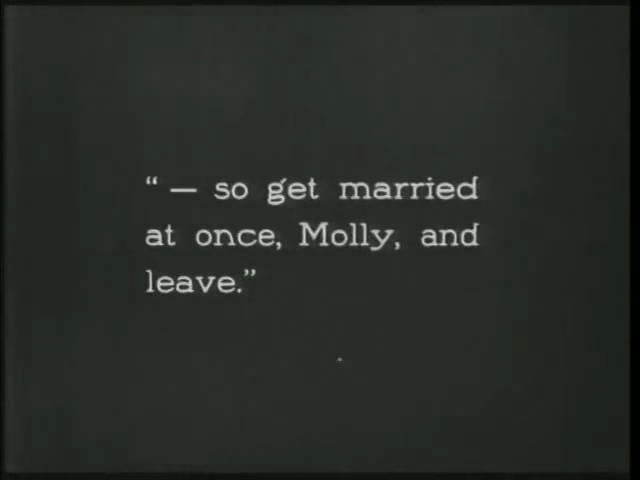 “ — so get married
at once, Molly, and
leave.”